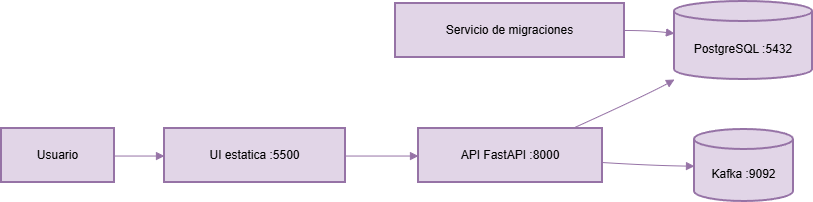 Servicio de migraciones
PostgreSQL :5432
Usuario
UI estatica :5500
API FastAPI :8000
Kafka :9092